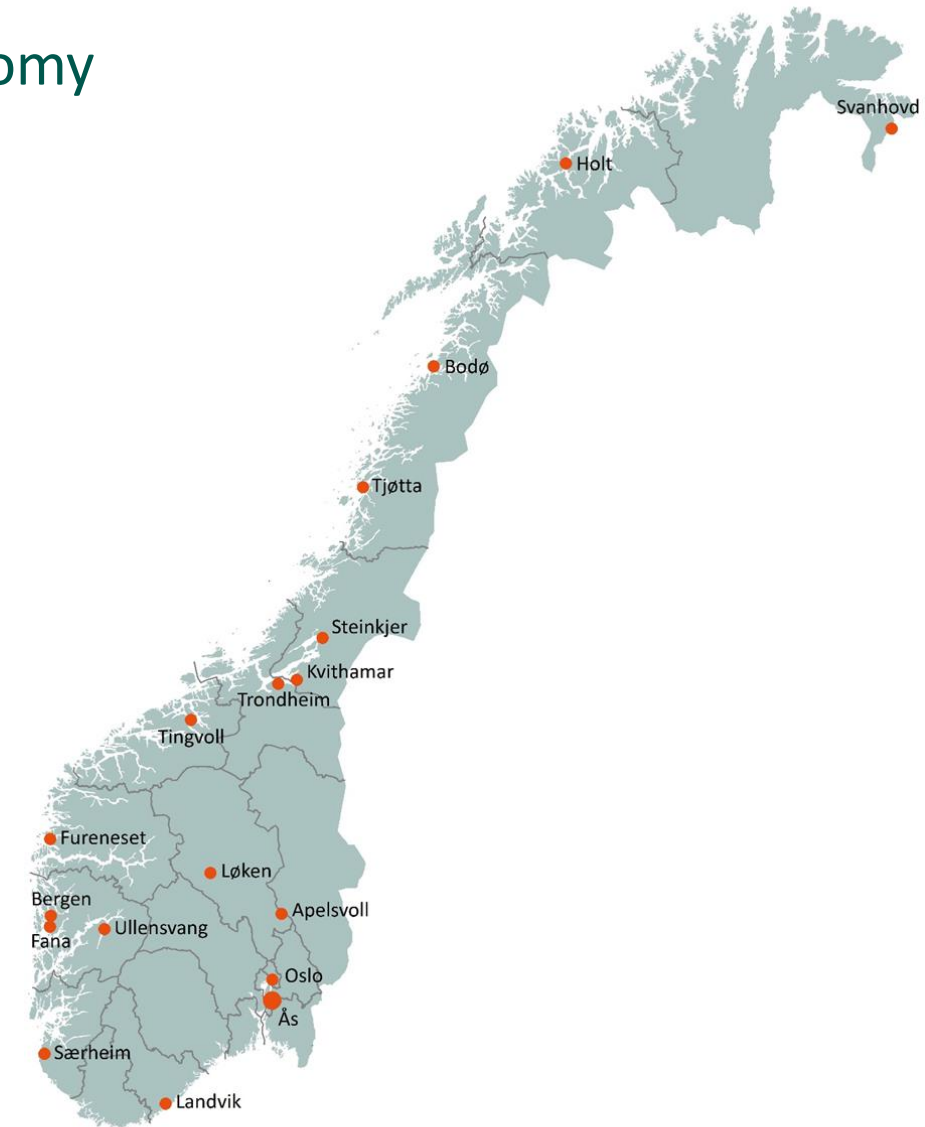 omy
Svanhovd
Holt
Bodø
Tjøtta
Steinkjer
Kvithamar
Trondheim
Tingvoll
Fureneset
Løken
Bergen
Apelsvoll
Ullensvang
Fana
Oslo
Ås
Særheim
Landvik